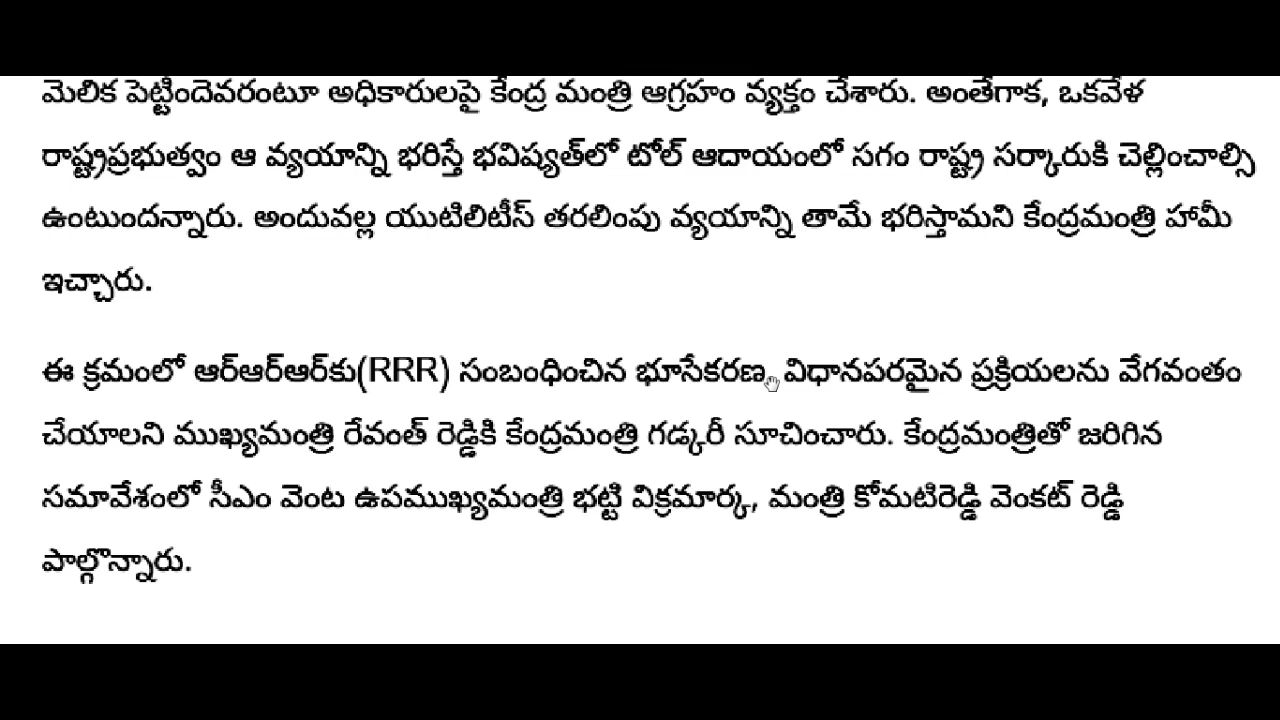 మెలిక పెట్టిందెవరంటూ అధికారులపై కేంద్ర మంత్రి ఆగ్రహం వ్యక్తం చేశారు. అంతేగాక, ఒకవేళ
రాష్ట్రప్రభుత్వం ఆ వ్యయాన్ని భరిస్తే భవిష్యత్‌లో టోల్ ఆదాయంలో సగం రాష్ట్ర సర్కారుకి చెల్లించాల్సి
ఉంటుందన్నారు. అందువల్ల యుటిలిటీస్ తరలింపు వ్యయాన్ని తామే భరిస్తామని కేంద్రమంత్రి హామీ
ఇచ్చారు.
ఈ క్రమంలో ఆర్ఆర్ఆర్‌కు(RRR) సంబంధించిన భూసేకరణ, విధానపరమైన ప్రక్రియలను వేగవంతం
చేయాలని ముఖ్యమంత్రి రేవంత్ రెడ్డికి కేంద్రమంత్రి గడ్కరీ సూచించారు. కేంద్రమంత్రితో జరిగిన
సమావేశంలో సీఎం వెంట ఉపముఖ్యమంత్రి భట్టి విక్రమార్క, మంత్రి కోమటిరెడ్డి వెంకట్ రెడ్డి
పాల్గొన్నారు.